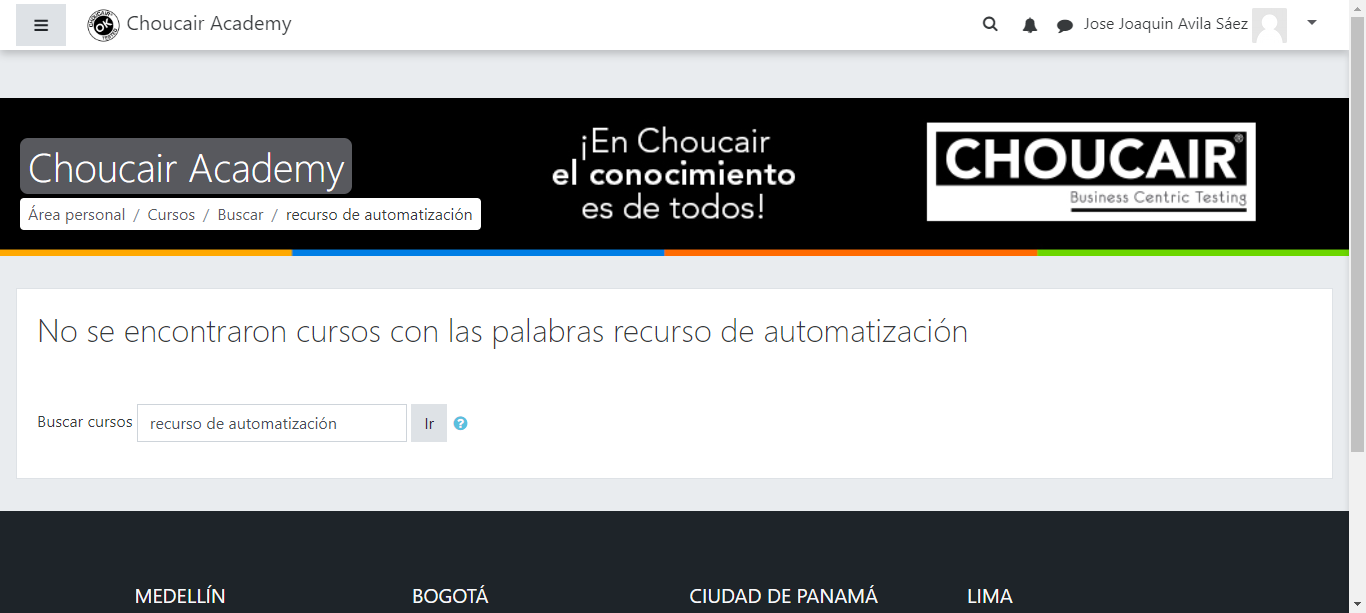 Choucair Academy
Jose Joaquin Avila Sáez
Choucair Academy
Área personal / Cursos / Buscar / recurso de automatización
¡En Choucair
el conocimiento
es de todos!
CHOUCAIR®
Business Centric Testing
No se encontraron cursos con las palabras recurso de automatización
Buscar cursos recurso de automatización Ir ?
MEDELLÍN BOGOTÁ CIUDAD DE PANAMÁ LIMA